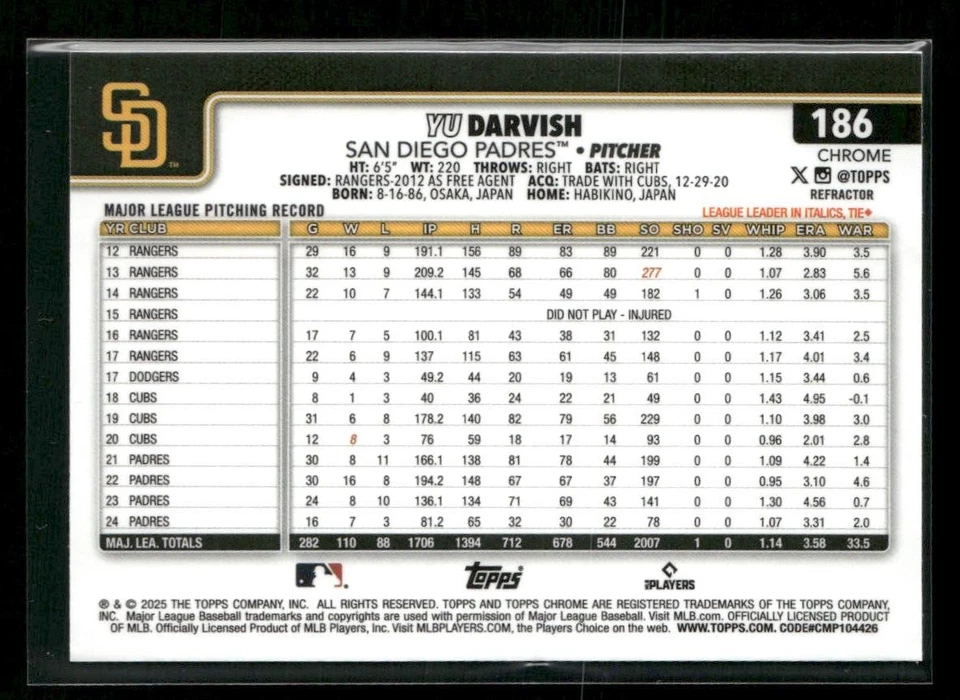 SD™
186
YU DARVISH
SAN DIEGO PADRES™ • PITCHER
CHROME
HT: 6'5" WT: 220 THROWS: RIGHT BATS: RIGHT
@TOPPS
SIGNED: RANGERS-2012 AS FREE AGENT ACQ: TRADE WITH CUBS, 12-29-20
REFRACTOR
BORN: 8-16-86, OSAKA, JAPAN HOME: HABIKINO, JAPAN
MAJOR LEAGUE PITCHING RECORD
LEAGUE LEADER IN ITALICS, TIE♦
YR CLUB G W L IP H R ER BB SO SHO SV WHIP ERA WAR
12 RANGERS 29 16 9 191.1 156 89 83 89 221 0 0 1.28 3.90 3.5
13 RANGERS 32 13 9 209.2 145 68 66 80 277 0 0 1.07 2.83 5.6
14 RANGERS 22 10 7 144.1 133 54 49 49 182 1 0 1.26 3.06 3.5
15 RANGERS DID NOT PLAY - INJURED
16 RANGERS 17 7 5 100.1 81 43 38 31 132 0 0 1.12 3.41 2.5
17 RANGERS 22 6 9 137 115 63 61 45 148 0 0 1.17 4.01 3.4
17 DODGERS 9 4 3 49.2 44 20 19 13 61 0 0 1.15 3.44 0.6
18 CUBS 8 1 3 40 36 24 22 21 49 0 0 1.43 4.95 -0.1
19 CUBS 31 6 8 178.2 140 82 79 56 229 0 0 1.10 3.98 3.0
20 CUBS 12 8 3 76 59 18 17 14 93 0 0 0.96 2.01 2.8
21 PADRES 30 8 11 166.1 138 81 78 44 199 0 0 1.09 4.22 1.4
22 PADRES 30 16 8 194.2 148 67 67 37 197 0 0 0.95 3.10 4.6
23 PADRES 24 8 10 136.1 134 71 69 43 141 0 0 1.30 4.56 0.7
24 PADRES 16 7 3 81.2 65 32 30 22 78 0 0 1.07 3.31 2.0
MAJ. LEA. TOTALS 282 110 88 1706 1394 712 678 544 2007 1 0 1.14 3.58 33.5
Topps
PLAYERS
® & © 2025 THE TOPPS COMPANY, INC. ALL RIGHTS RESERVED. TOPPS AND TOPPS CHROME ARE REGISTERED TRADEMARKS OF THE TOPPS COMPANY,
INC. Major League Baseball trademarks and copyrights are used with permission of Major League Baseball. Visit MLB.com. OFFICIALLY LICENSED PRODUCT
OF MLB. Officially Licensed Product of MLB Players, Inc. Visit MLBPLAYERS.COM, the Players Choice on the web. WWW.TOPPS.COM. CODE#CMP104426